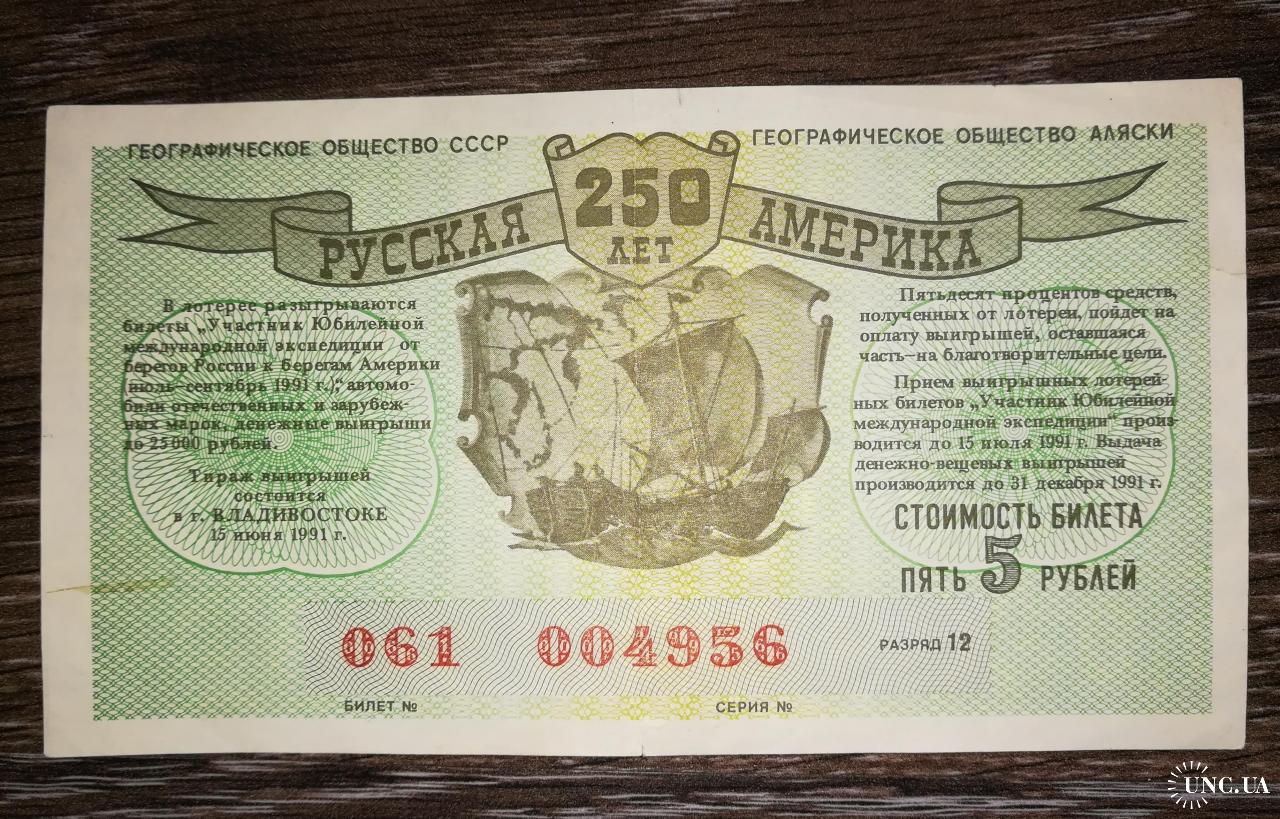 ГЕОГРАФИЧЕСКОЕ ОБЩЕСТВО СССР
ГЕОГРАФИЧЕСКОЕ ОБЩЕСТВО АЛЯСКИ
РУССКАЯ
250
ЛЕТ
АМЕРИКА
В лотерее разыгрываются
билеты „Участник Юбилейной
международной экспедиции от
берегов России к берегам Америки
(июль–сентябрь 1991 г.)“, автомо-
били отечественных и зарубеж-
ных марок, денежные выигрыши
до 25 000 рублей.
Тираж выигрышей
состоится
в г. ВЛАДИВОСТОКЕ
15 июня 1991 г.
Пятьдесят процентов средств,
полученных от лотереи, пойдет на
оплату выигрышей, оставшаяся
часть–на благотворительные цели.
Прием выигрышных лотерей-
ных билетов „Участник Юбилейной
международной экспедиции“ произ-
водится до 15 июля 1991 г. Выдача
денежно-вещевых выигрышей
производится до 31 декабря 1991 г.
СТОИМОСТЬ БИЛЕТА
ПЯТЬ 5 РУБЛЕЙ
061 004956 РАЗРЯД 12
БИЛЕТ № СЕРИЯ №
UNC.UA